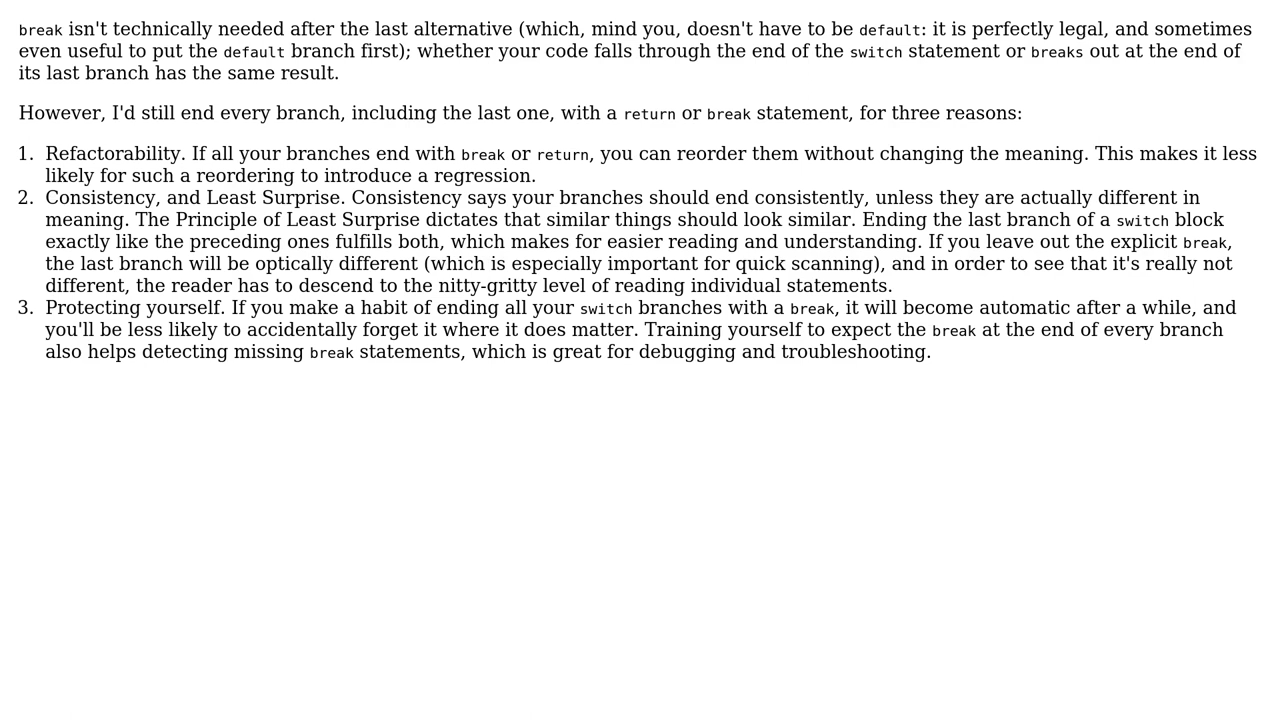 break isn't technically needed after the last alternative (which, mind you, doesn't have to be default: it is perfectly legal, and sometimes
even useful to put the default branch first); whether your code falls through the end of the switch statement or breaks out at the end of
its last branch has the same result.
However, I'd still end every branch, including the last one, with a return or break statement, for three reasons:
1. Refactorability. If all your branches end with break or return, you can reorder them without changing the meaning. This makes it less
likely for such a reordering to introduce a regression.
2. Consistency, and Least Surprise. Consistency says your branches should end consistently, unless they are actually different in
meaning. The Principle of Least Surprise dictates that similar things should look similar. Ending the last branch of a switch block
exactly like the preceding ones fulfills both, which makes for easier reading and understanding. If you leave out the explicit break,
the last branch will be optically different (which is especially important for quick scanning), and in order to see that it's really not
different, the reader has to descend to the nitty-gritty level of reading individual statements.
3. Protecting yourself. If you make a habit of ending all your switch branches with a break, it will become automatic after a while, and
you'll be less likely to accidentally forget it where it does matter. Training yourself to expect the break at the end of every branch
also helps detecting missing break statements, which is great for debugging and troubleshooting.